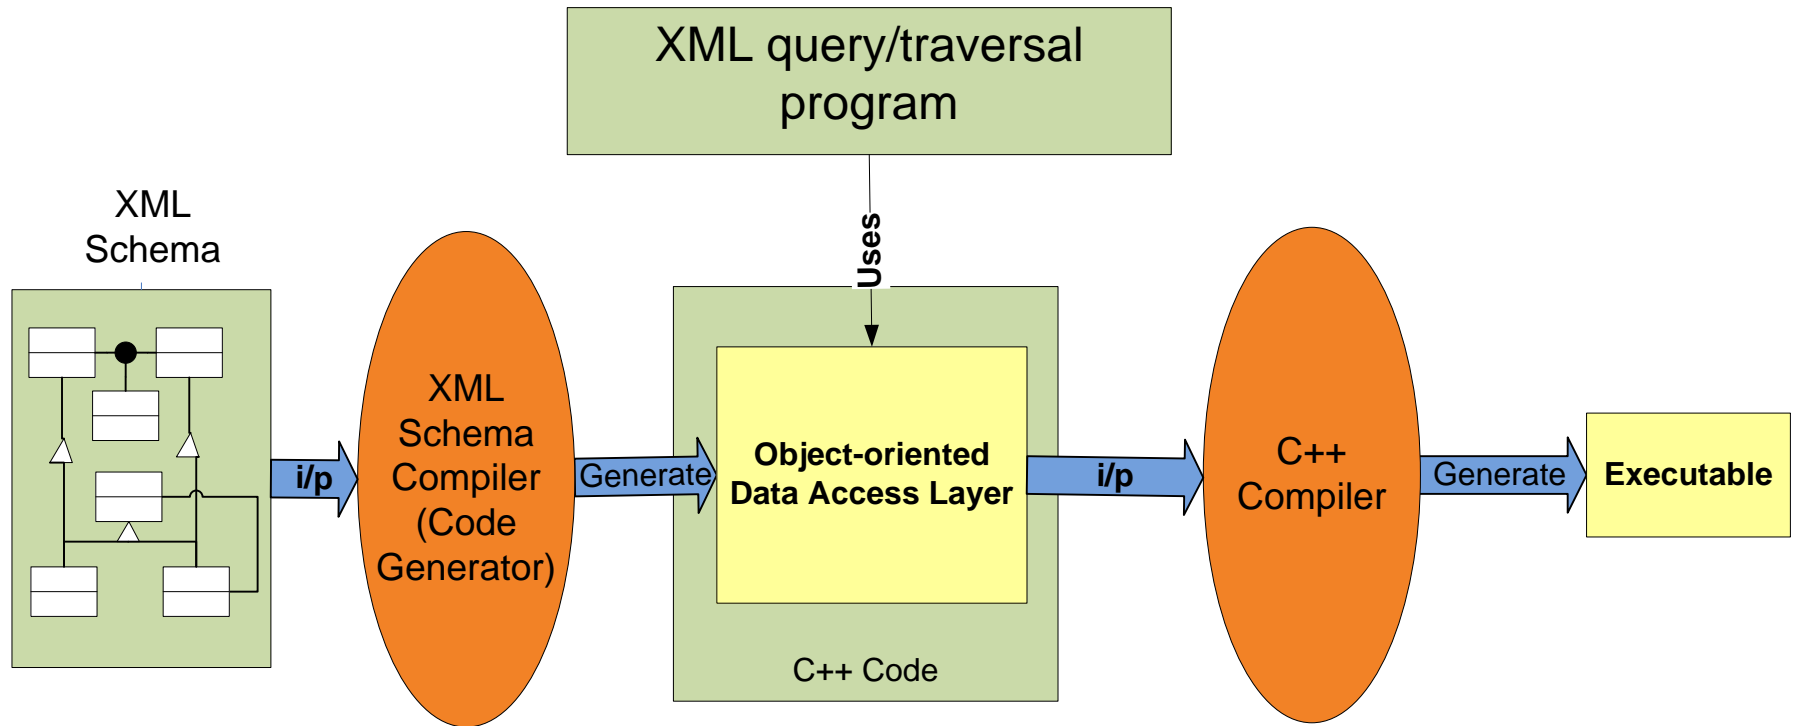 XML query/traversal
program
XML
Schema
Uses
i/p
XML
Schema
Compiler
(Code
Generator)
Generate
Object-oriented
Data Access Layer
C++ Code
i/p
C++
Compiler
Generate
Executable